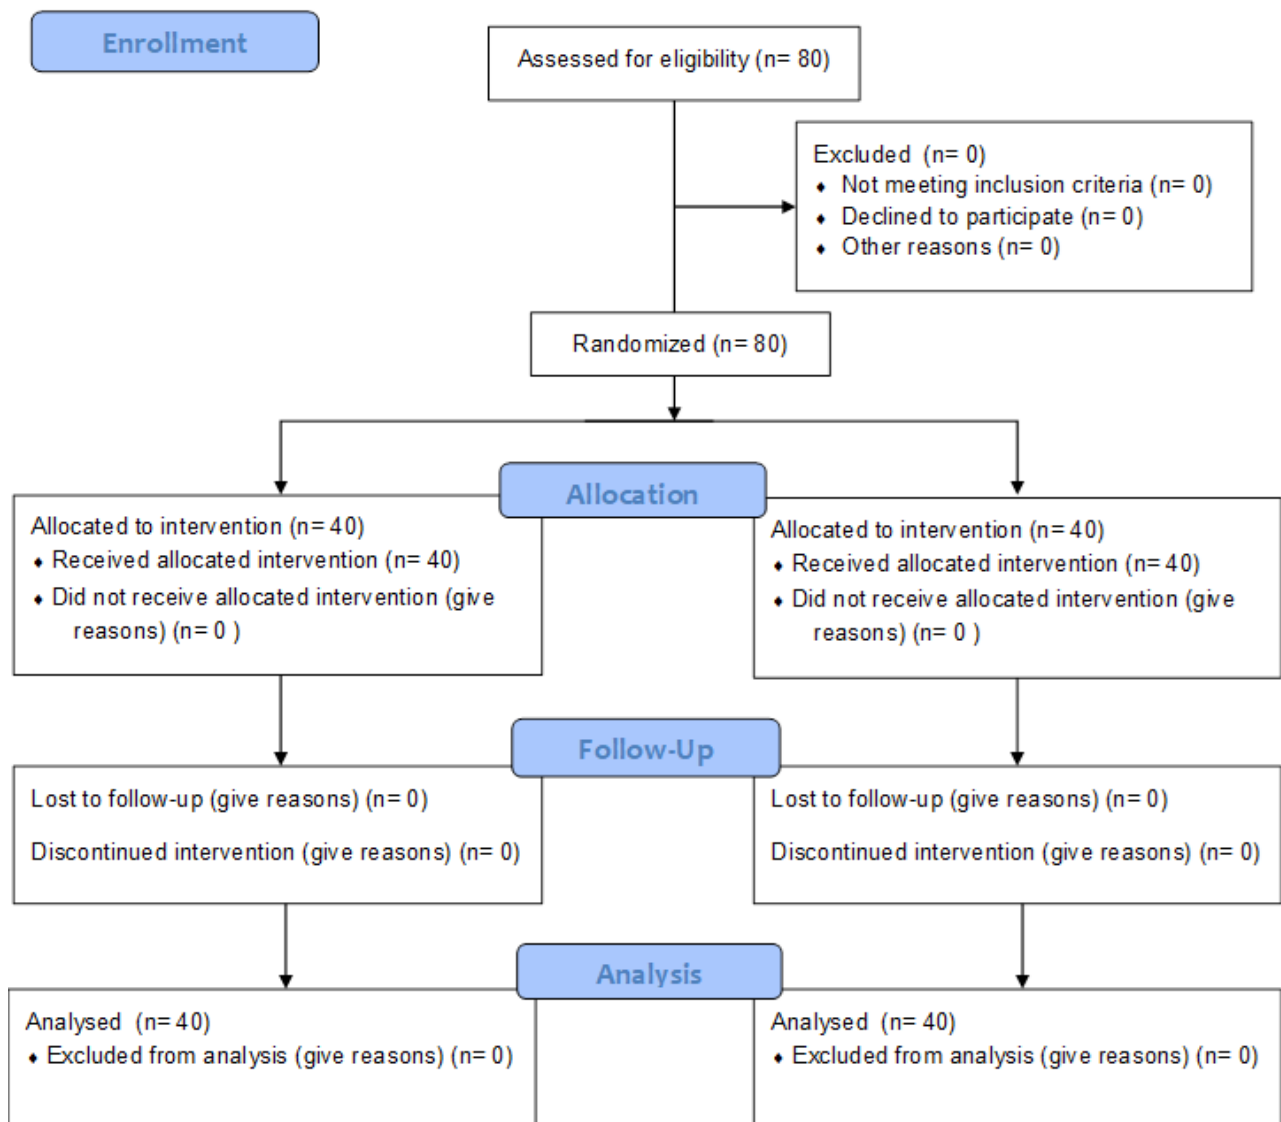 Enrollment
Assessed for eligibility (n= 80)
Excluded (n= 0)
♦ Not meeting inclusion criteria (n= 0)
♦ Declined to participate (n= 0)
♦ Other reasons (n= 0)
Randomized (n= 80)
Allocation
Allocated to intervention (n= 40)
♦ Received allocated intervention (n= 40)
♦ Did not receive allocated intervention (give
reasons) (n= 0 )
Allocated to intervention (n= 40)
♦ Received allocated intervention (n= 40)
♦ Did not receive allocated intervention (give
reasons) (n= 0 )
Follow-Up
Lost to follow-up (give reasons) (n= 0)
Discontinued intervention (give reasons) (n= 0)
Lost to follow-up (give reasons) (n= 0)
Discontinued intervention (give reasons) (n= 0)
Analysis
Analysed (n= 40)
♦ Excluded from analysis (give reasons) (n= 0)
Analysed (n= 40)
♦ Excluded from analysis (give reasons) (n= 0)